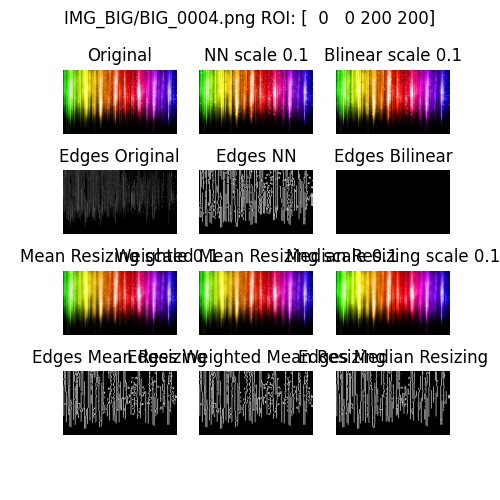 IMG_BIG/BIG_0004.png ROI: [  0   0 200 200]
Original NN scale 0.1 Blinear scale 0.1
Edges Original Edges NN Edges Bilinear
Mean Resizing scale 0.1 Weighted Mean Resizing scale 0.1 Median Resizing scale 0.1
Edges Mean Resizing Edges Weighted Mean Resizing Edges Median Resizing